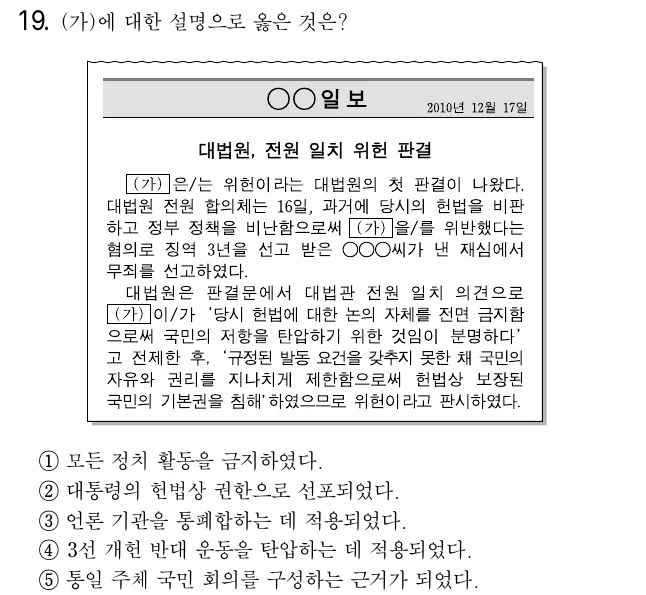 19. (가)에 대한 설명으로 옳은 것은?
○○일보
2010년 12월 17일
대법원, 전원 일치 위헌 판결
(가) 은/는 위헌이라는 대법원의 첫 판결이 나왔다.
대법원 전원 합의체는 16일, 과거에 당시의 헌법을 비판
하고 정부 정책을 비난함으로써 (가) 을/를 위반했다는
혐의로 징역 3년을 선고 받은 ○○○씨가 낸 재심에서
무죄를 선고하였다.
대법원은 판결문에서 대법관 전원 일치 의견으로
(가) 이/가 ‘당시 헌법에 대한 논의 자체를 전면 금지함
으로써 국민의 저항을 탄압하기 위한 것임이 분명하다’
고 전제한 후, ‘규정된 발동 요건을 갖추지 못한 채 국민의
자유와 권리를 지나치게 제한함으로써 헌법상 보장된
국민의 기본권을 침해’하였으므로 위헌이라고 판시하였다.
① 모든 정치 활동을 금지하였다.
② 대통령의 헌법상 권한으로 선포되었다.
③ 언론 기관을 통폐합하는 데 적용되었다.
④ 3선 개헌 반대 운동을 탄압하는 데 적용되었다.
⑤ 통일 주체 국민 회의를 구성하는 근거가 되었다.